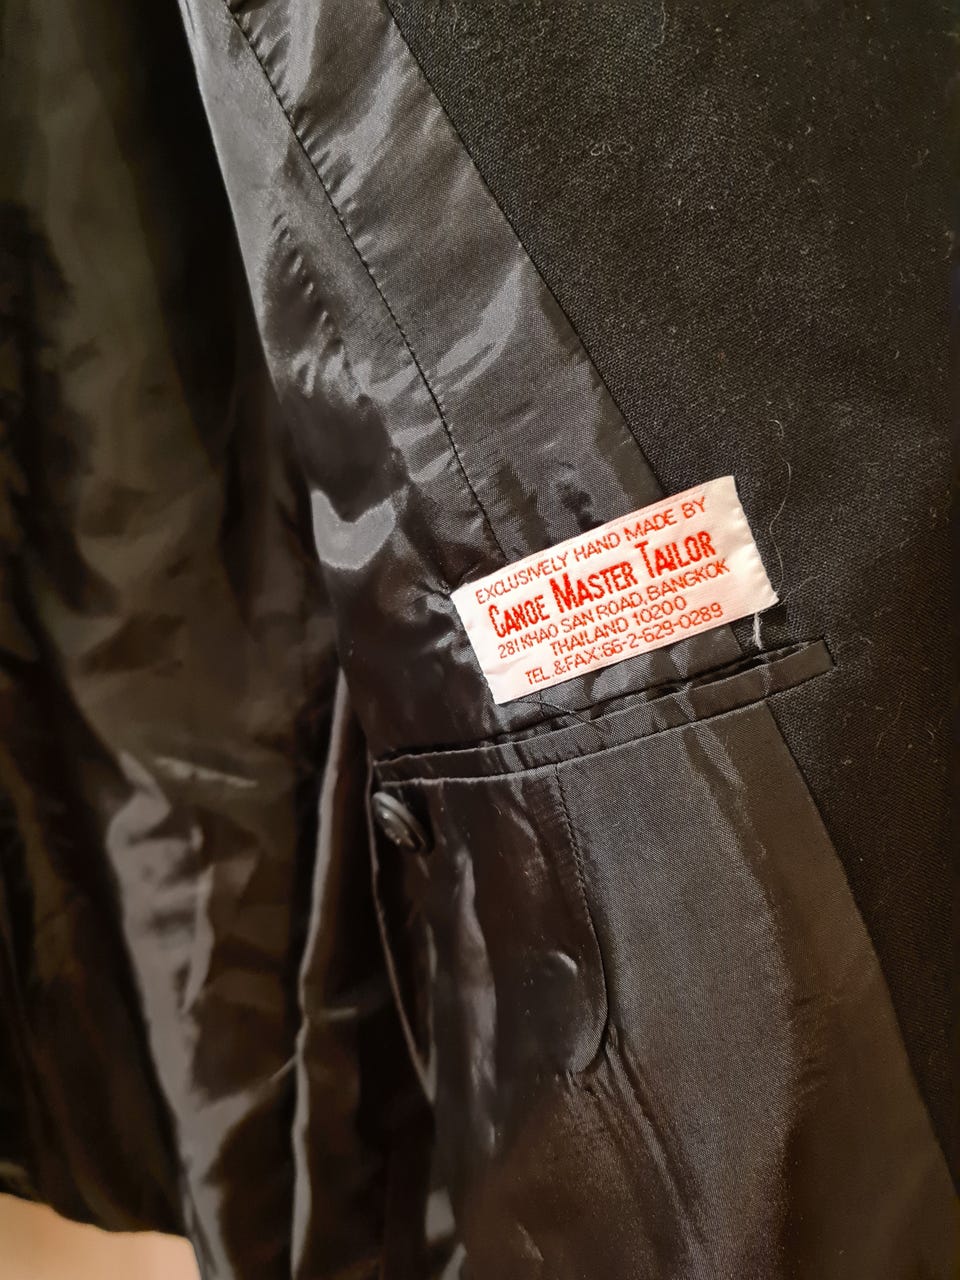 EXCLUSIVELY HAND MADE BY
CANOE MASTER TAILOR
281 KHAO SAN ROAD, BANGKOK
THAILAND 10200
TEL.&FAX:66-2-629-0289